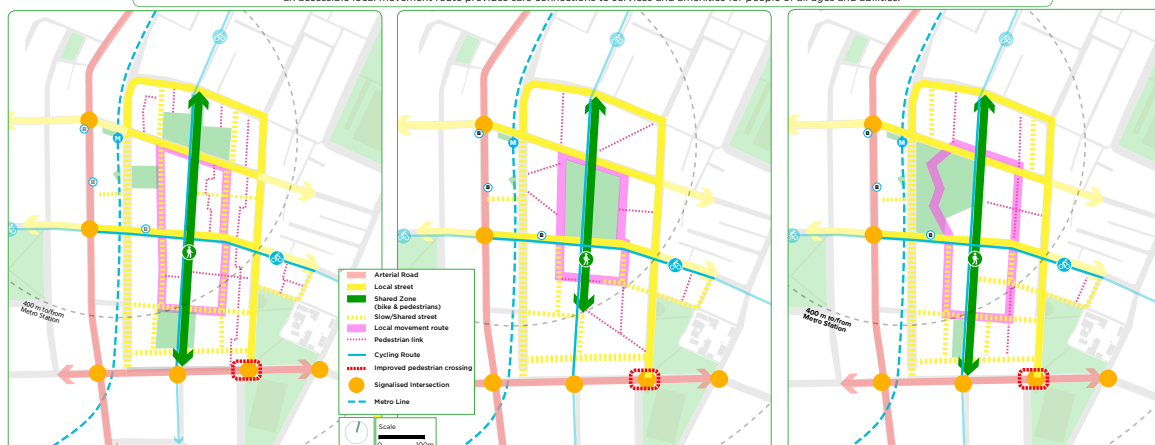 an accessible local movement route provides safe connections to services and amenities for people of all ages and abilities.
B
M
B
B
400 m to/from
Metro Station
B
M
B
B
B
M
B
B
400 m to/from
Metro Station
Arterial Road
Local street
Shared Zone
(bike & pedestrians)
Slow/Shared street
Local movement route
Pedestrian link
Cycling Route
Improved pedestrian crossing
Signalised Intersection
Metro Line
Scale
0 100m